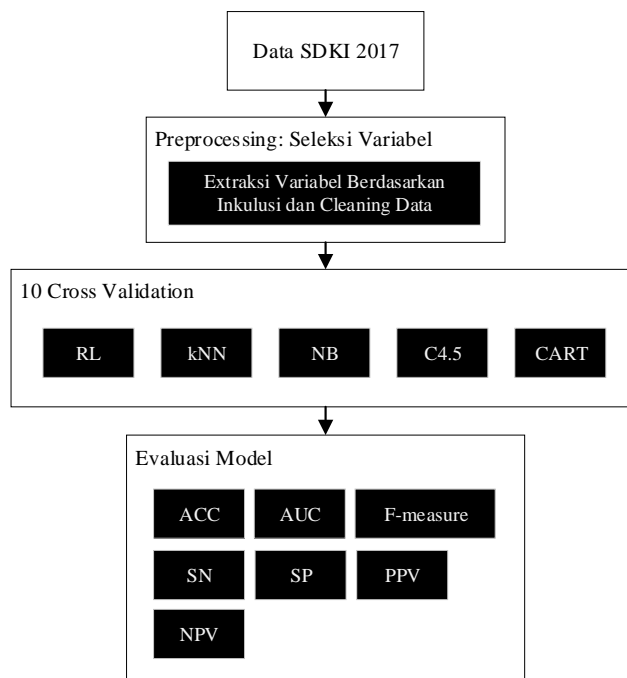 Data SDKI 2017
Preprocessing: Seleksi Variabel
Extraksi Variabel Berdasarkan
Inkulusi dan Cleaning Data
10 Cross Validation
RL
kNN
NB
C4.5
CART
Evaluasi Model
ACC
AUC
F-measure
SN
SP
PPV
NPV